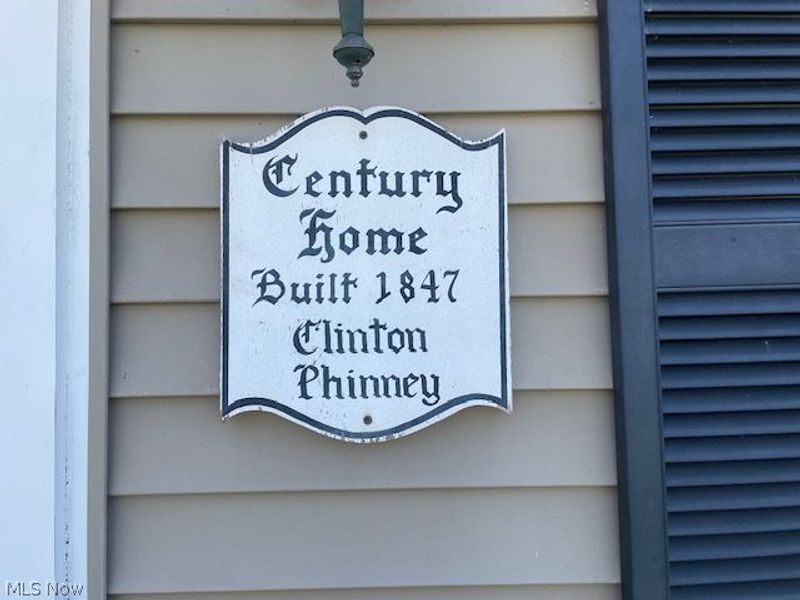 Century
Home
Built 1847
Clinton
Phinney
MLS Now